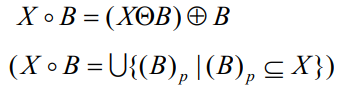 X ∘ B = (XΘB) ⊕ B
(X ∘ B = ∪{(B)ₚ | (B)ₚ ⊆ X})